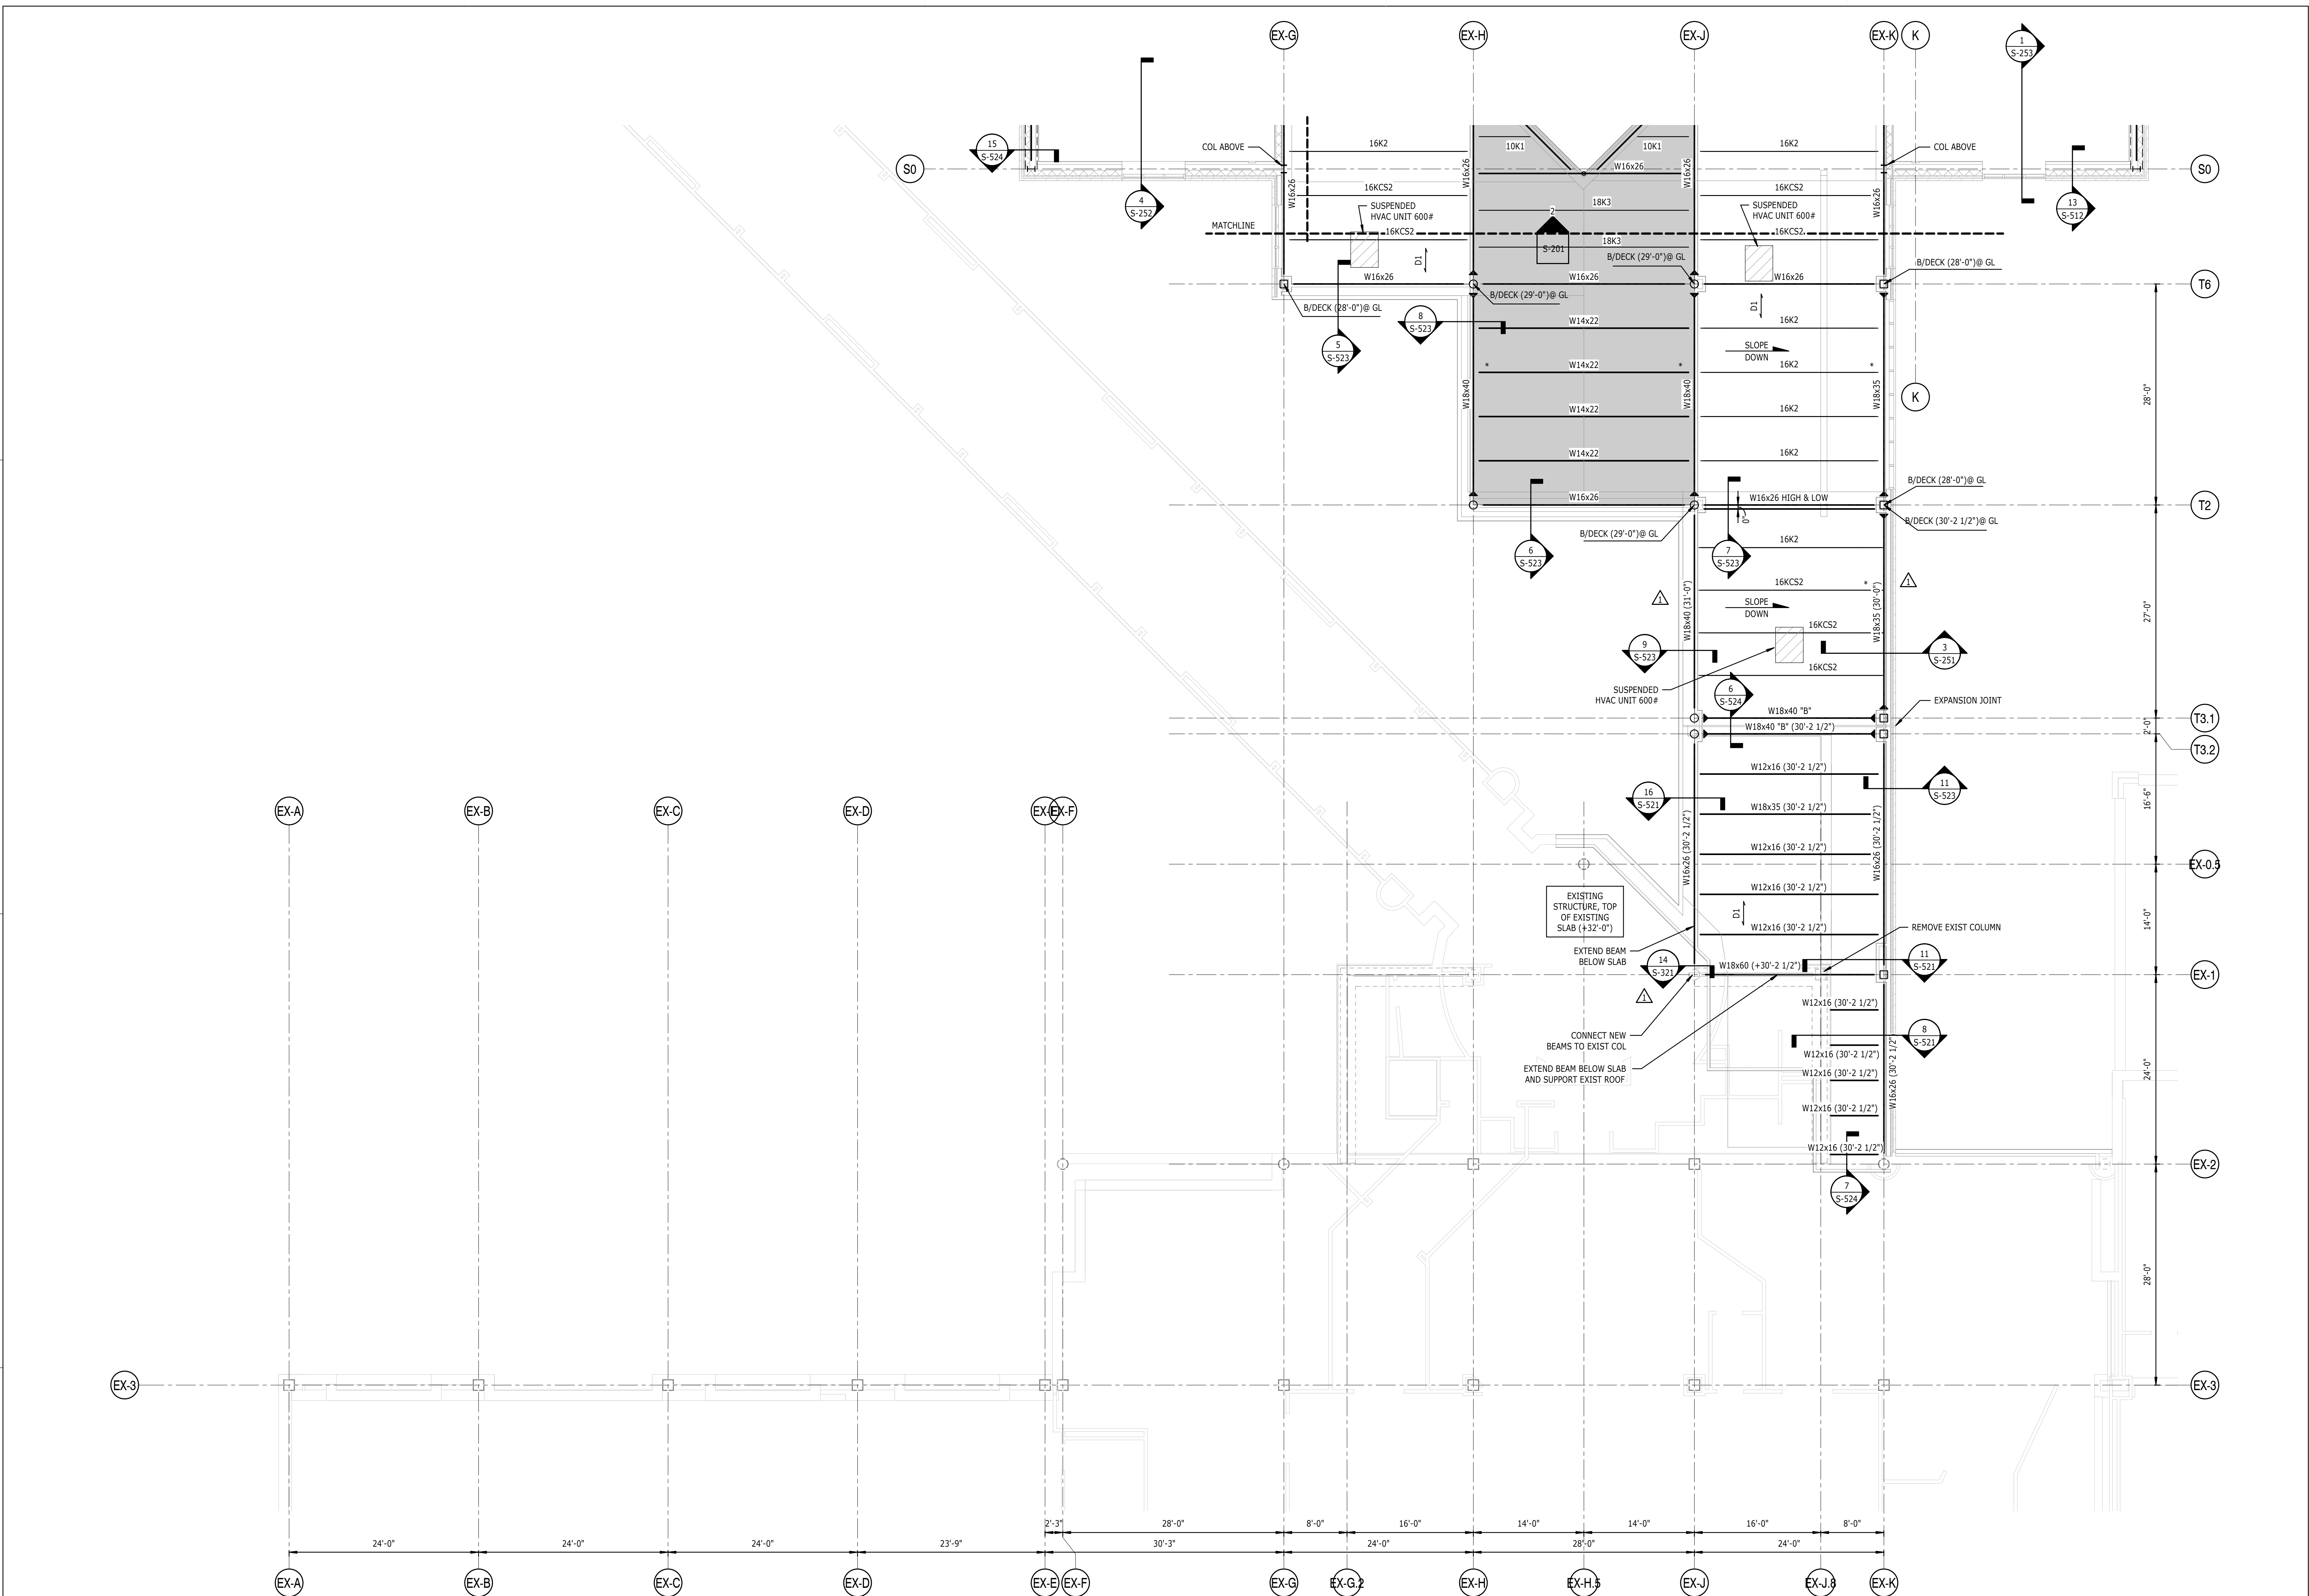 EX-G
EX-H
EX-J
EX-K
K
1
S-253
15
S-524
COL ABOVE
16K2
10K1
10K1
16K2
COL ABOVE
S0
W16x26
S0
16KCS2
16KCS2
W16x26
W16x26
W16x26
W16x26
4
S-252
SUSPENDED
HVAC UNIT 600#
18K3
2
S-201
SUSPENDED
HVAC UNIT 600#
13
S-512
MATCHLINE
16KCS2
18K3
16KCS2
D1
B/DECK (29'-0")@ GL
B/DECK (28'-0")@ GL
W16x26
W16x26
W16x26
T6
B/DECK (29'-0")@ GL
B/DECK (28'-0")@ GL
D1
8
S-523
W14x22
16K2
5
S-523
SLOPE
DOWN
*
W14x22
*
16K2
*
W18x40
W18x40
W18x35
28'-0"
K
W14x22
16K2
W14x22
16K2
B/DECK (28'-0")@ GL
W16x26
W16x26 HIGH & LOW
T2
B/DECK (30'-2 1/2")@ GL
B/DECK (29'-0")@ GL
16K2
6
S-523
7
S-523
16KCS2
*
1
1
W18x40 (31'-0")
W18x35 (30'-0")
27'-0"
SLOPE
DOWN
16KCS2
9
S-523
3
S-251
16KCS2
SUSPENDED
HVAC UNIT 600#
6
S-524
EXPANSION JOINT
W18x40 "B"
T3.1
W18x40 "B" (30'-2 1/2")
2'-0"
T3.2
W12x16 (30'-2 1/2")
11
S-523
16
S-521
W18x35 (30'-2 1/2")
16'-6"
EX-A
EX-B
EX-C
EX-D
EX-F
W16x26 (30'-2 1/2")
W16x26 (30'-2 1/2")
W12x16 (30'-2 1/2")
EX-0.5
W12x16 (30'-2 1/2")
EXISTING
STRUCTURE, TOP
OF EXISTING
SLAB (+32'-0")
D1
14'-0"
W12x16 (30'-2 1/2")
REMOVE EXIST COLUMN
EXTEND BEAM
BELOW SLAB
14
S-321
W18x60 (+30'-2 1/2")
11
S-521
EX-1
1
W12x16 (30'-2 1/2")
CONNECT NEW
BEAMS TO EXIST COL
8
S-521
W12x16 (30'-2 1/2")
EXTEND BEAM BELOW SLAB
AND SUPPORT EXIST ROOF
W12x16 (30'-2 1/2")
W16x26 (30'-2 1/2")
24'-0"
W12x16 (30'-2 1/2")
W12x16 (30'-2 1/2")
EX-2
7
S-524
28'-0"
EX-3
EX-3
2'-3"
28'-0"
8'-0"
16'-0"
14'-0"
14'-0"
16'-0"
8'-0"
24'-0"
24'-0"
24'-0"
23'-9"
30'-3"
24'-0"
28'-0"
24'-0"
EX-A
EX-B
EX-C
EX-D
EX-E
EX-F
EX-G
EX-G.2
EX-H
EX-H.5
EX-J
EX-J.8
EX-K